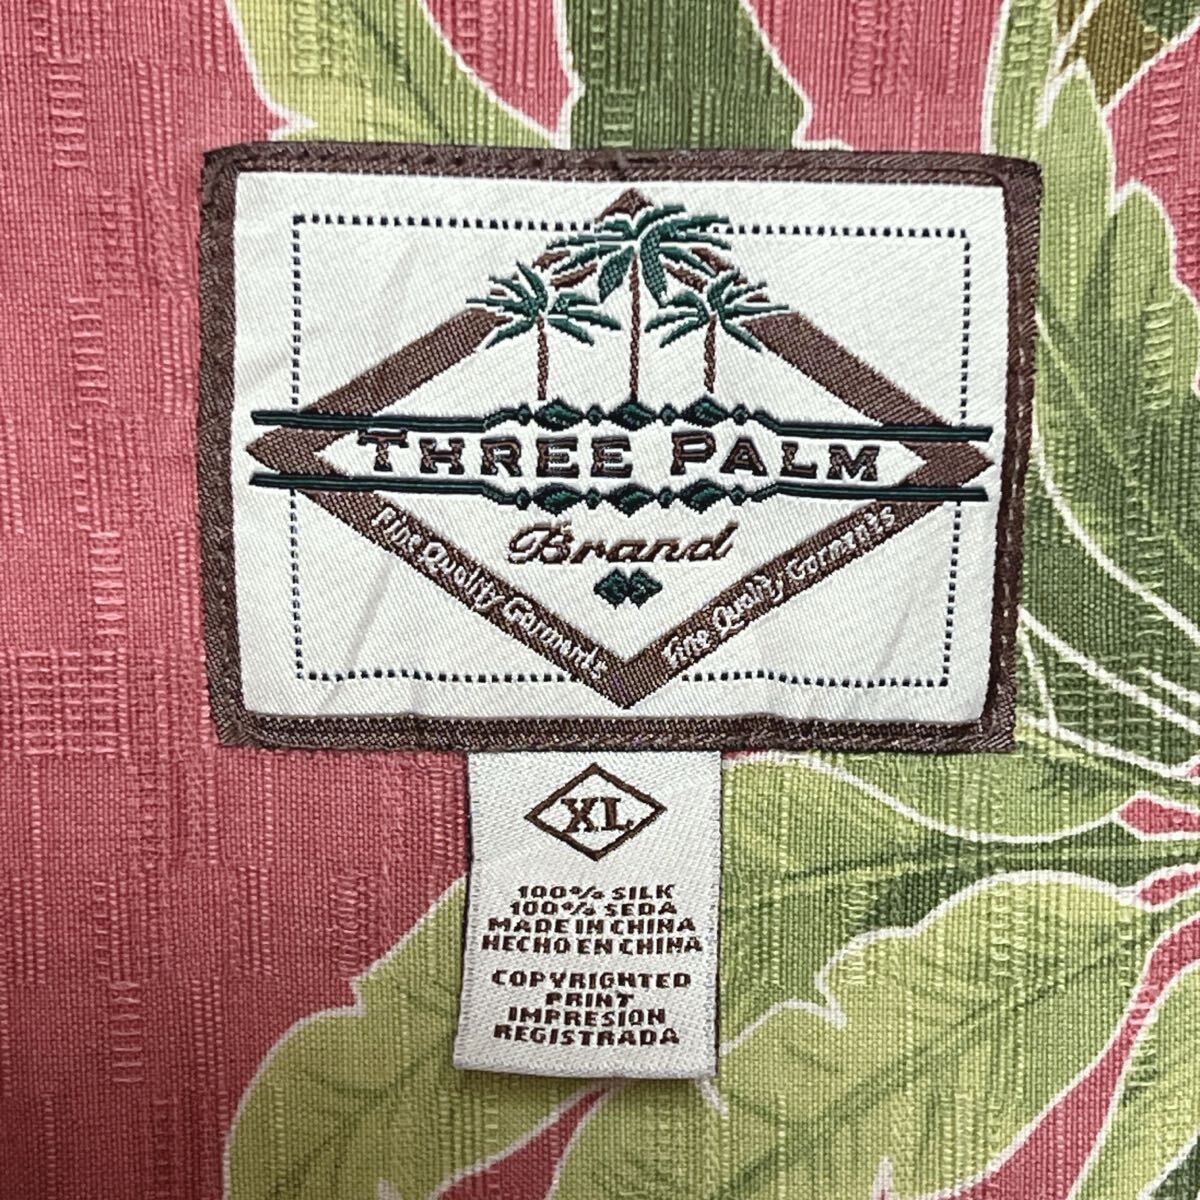 THREE PALM
Brand
Fine Quality Garments
Fine Quality Garments
XL
100% SILK
100% SEDA
MADE IN CHINA
HECHO EN CHINA
COPYRIGHTED
PRINT
IMPRESION
REGISTRADA